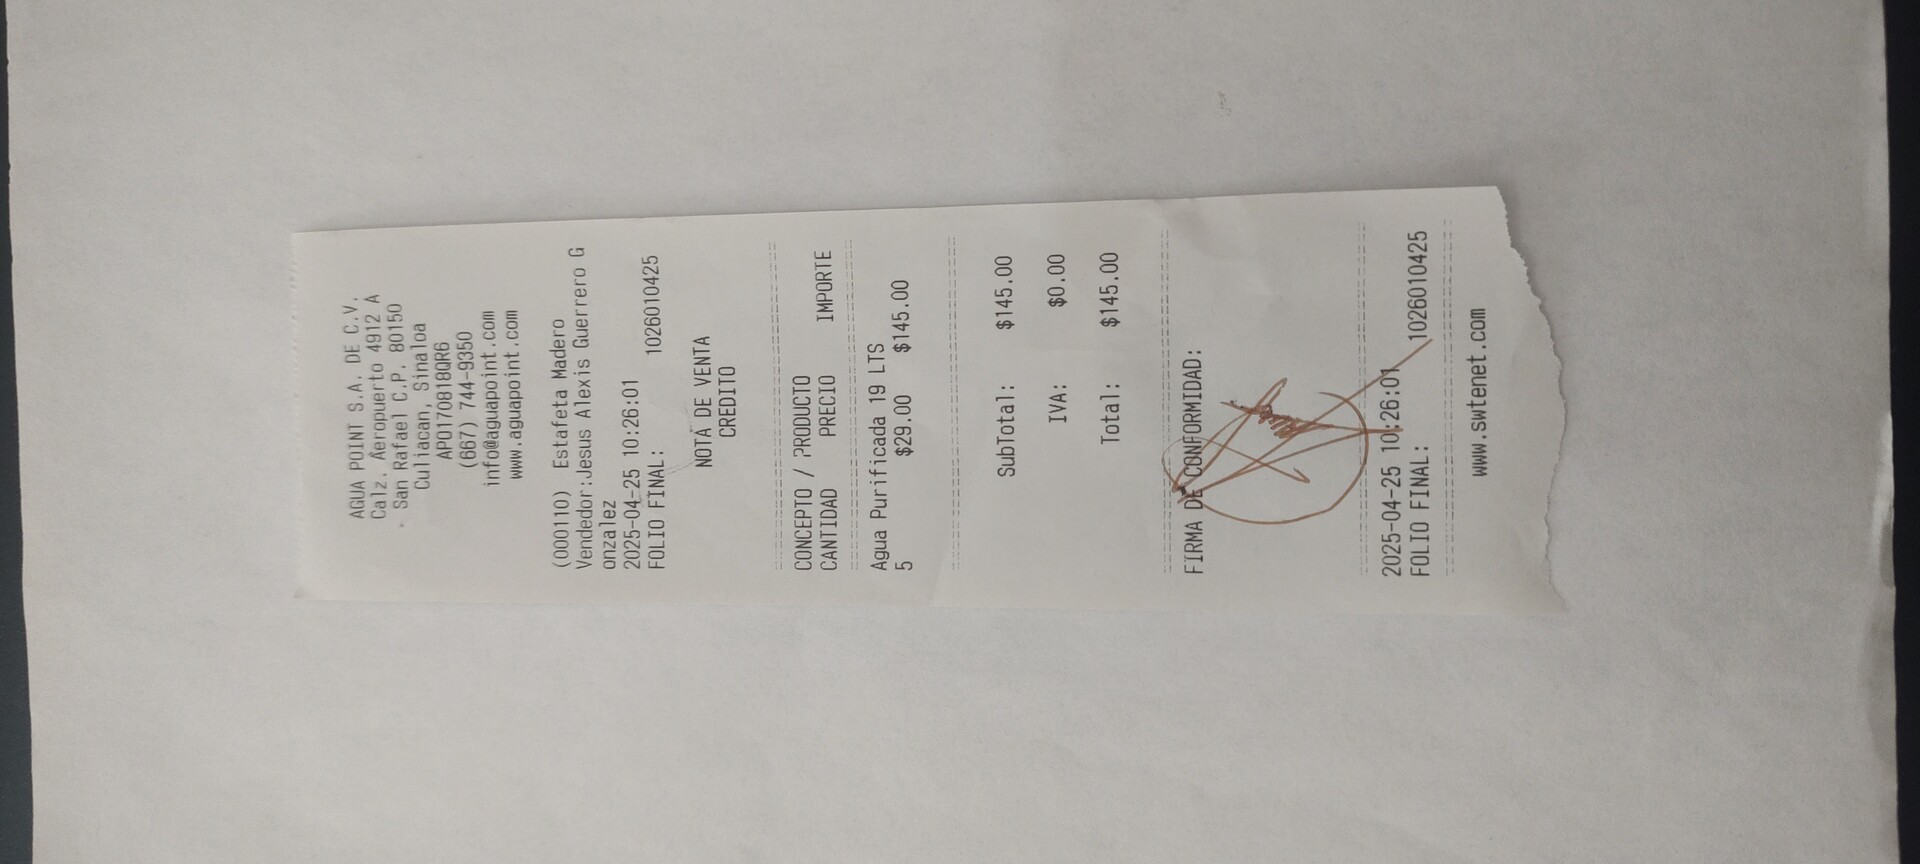 AGUA POINT S.A. DE C.V.
Calz. Aeropuerto 4912 A
San Rafael C.P. 80150
Culiacan, Sinaloa
APO170818QR6
(667) 744-9350
info@aguapoint.com
www.aguapoint.com
(000110) Estafeta Madero
Vendedor:Jesus Alexis Guerrero G
onzalez
2025-04-25 10:26:01
FOLIO FINAL: 1026010425
NOTA DE VENTA
CREDITO
CONCEPTO / PRODUCTO
CANTIDAD PRECIO IMPORTE
Agua Purificada 19 LTS
5 $29.00 $145.00
SubTotal: $145.00
IVA: $0.00
Total: $145.00
FIRMA DE CONFORMIDAD:
2025-04-25 10:26:01
FOLIO FINAL: 1026010425
www.swtenet.com